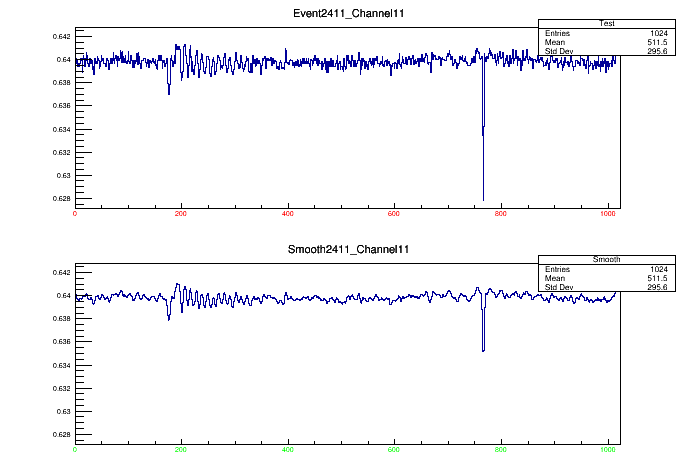 Event2411_Channel11
Test
Entries 1024
Mean 511.5
Std Dev 295.6
0.642
0.64
0.638
0.636
0.634
0.632
0.63
0.628
0 200 400 600 800 1000
Smooth2411_Channel11
Smooth
Entries 1024
Mean 511.5
Std Dev 295.6
0.642
0.64
0.638
0.636
0.634
0.632
0.63
0.628
0 200 400 600 800 1000